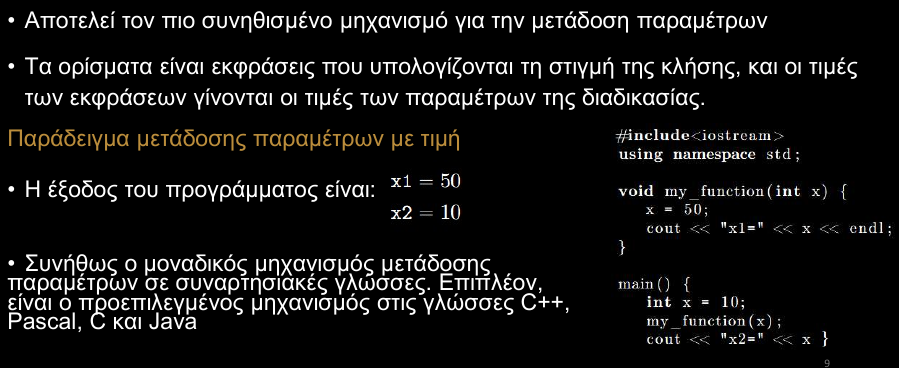 • Αποτελεί τον πιο συνηθισμένο μηχανισμό για την μετάδοση παραμέτρων
• Τα ορίσματα είναι εκφράσεις που υπολογίζονται τη στιγμή της κλήσης, και οι τιμές
των εκφράσεων γίνονται οι τιμές των παραμέτρων της διαδικασίας.
Παράδειγμα μετάδοσης παραμέτρων με τιμή
• Η έξοδος του προγράμματος είναι:
x1 = 50
x2 = 10
• Συνήθως ο μοναδικός μηχανισμός μετάδοσης
παραμέτρων σε συναρτησιακές γλώσσες. Επιπλέον,
είναι ο προεπιλεγμένος μηχανισμός στις γλώσσες C++,
Pascal, C και Java
#include<iostream>
using namespace std;
void my_function(int x) {
x = 50;
cout << "x1=" << x << endl;
}
main() {
int x = 10;
my_function(x);
cout << "x2=" << x }
9